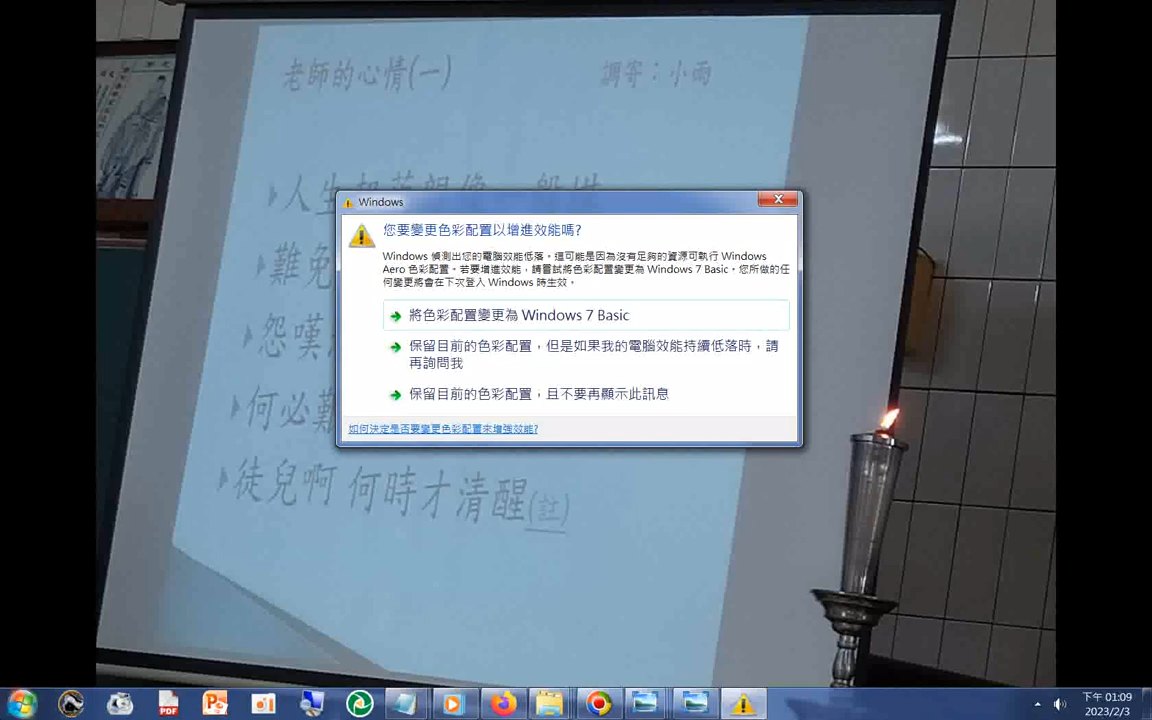 老師的心情(一) 調寄：小雨
人生
難免
怨嘆
何必
徒兒啊 何時才清醒(註)
Windows
您要變更色彩配置以增進效能嗎?
Windows 偵測出您的電腦效能低落。這可能是因為沒有足夠的資源可執行 Windows
Aero 色彩配置。若要增進效能，請嘗試將色彩配置變更為 Windows 7 Basic。您所做的任
何變更將會在下次登入 Windows 時生效。
將色彩配置變更為 Windows 7 Basic
保留目前的色彩配置，但是如果我的電腦效能持續低落時，請
再詢問我
保留目前的色彩配置，且不要再顯示此訊息
如何決定是否要變更色彩配置來增強效能?
PDF
下午 01:09
2023/2/3